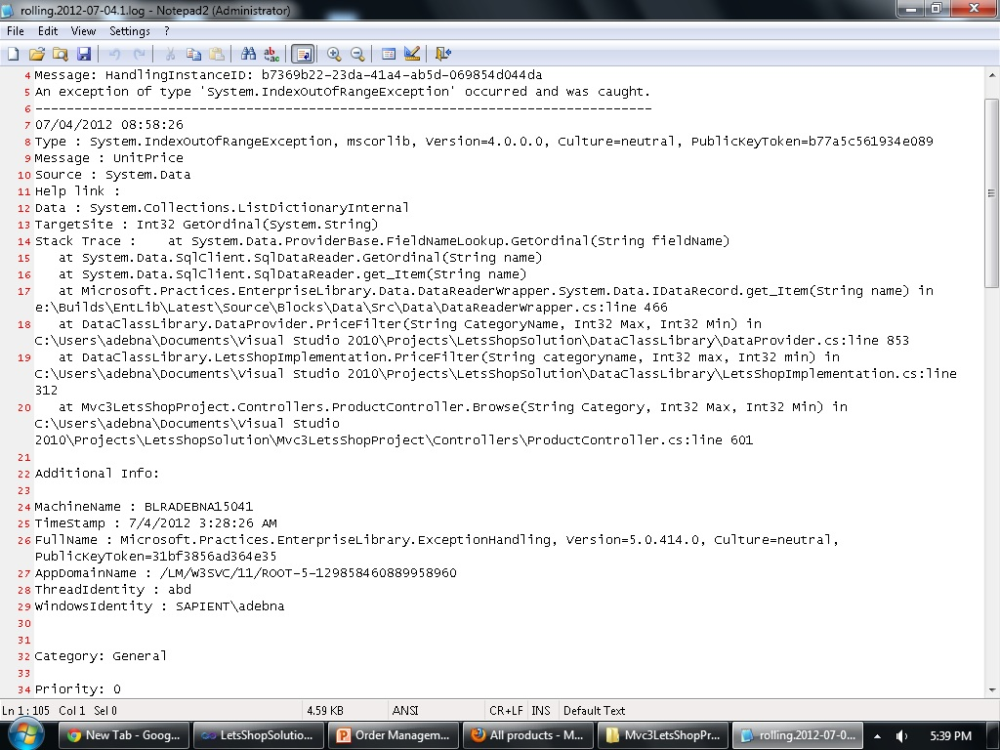 rolling.2012-07-04.1.log - Notepad2 (Administrator)
File Edit View Settings ?
4 Message: HandlingInstanceID: b7369b22-23da-41a4-ab5d-069854d044da
5 An exception of type 'System.IndexOutOfRangeException' occurred and was caught.
6 -------------------------------------------------------------------------------
7 07/04/2012 08:58:26
8 Type : System.IndexOutOfRangeException, mscorlib, Version=4.0.0.0, Culture=neutral, PublicKeyToken=b77a5c561934e089
9 Message : UnitPrice
10 Source : System.Data
11 Help link :
12 Data : System.Collections.ListDictionaryInternal
13 TargetSite : Int32 GetOrdinal(System.String)
14 Stack Trace :    at System.Data.ProviderBase.FieldNameLookup.GetOrdinal(String fieldName)
15    at System.Data.SqlClient.SqlDataReader.GetOrdinal(String name)
16    at System.Data.SqlClient.SqlDataReader.get_Item(String name)
17    at Microsoft.Practices.EnterpriseLibrary.Data.DataReaderWrapper.System.Data.IDataRecord.get_Item(String name) in
e:\Builds\EntLib\Latest\Source\Blocks\Data\Src\Data\DataReaderWrapper.cs:line 466
18    at DataClassLibrary.DataProvider.PriceFilter(String CategoryName, Int32 Max, Int32 Min) in
C:\Users\adebna\Documents\Visual Studio 2010\Projects\LetsShopSolution\DataClassLibrary\DataProvider.cs:line 853
19    at DataClassLibrary.LetsShopImplementation.PriceFilter(String categoryname, Int32 max, Int32 min) in
C:\Users\adebna\Documents\Visual Studio 2010\Projects\LetsShopSolution\DataClassLibrary\LetsShopImplementation.cs:line
312
20    at Mvc3LetsShopProject.Controllers.ProductController.Browse(String Category, Int32 Max, Int32 Min) in
C:\Users\adebna\Documents\Visual Studio
2010\Projects\LetsShopSolution\Mvc3LetsShopProject\Controllers\ProductController.cs:line 601
21
22 Additional Info:
23
24 MachineName : BLRADEBNA15041
25 TimeStamp : 7/4/2012 3:28:26 AM
26 FullName : Microsoft.Practices.EnterpriseLibrary.ExceptionHandling, Version=5.0.414.0, Culture=neutral,
PublicKeyToken=31bf3856ad364e35
27 AppDomainName : /LM/W3SVC/11/ROOT-5-129858460889958960
28 ThreadIdentity : abd
29 WindowsIdentity : SAPIENT\adebna
30
31
32 Category: General
33
34 Priority: 0
Ln 1 : 105 Col 1 Sel 0 4.59 KB ANSI CR+LF INS Default Text
New Tab - Goog... LetsShopSolutio... Order Managem... All products - M... Mvc3LetsShopPr... rolling.2012-07-0... 5:39 PM